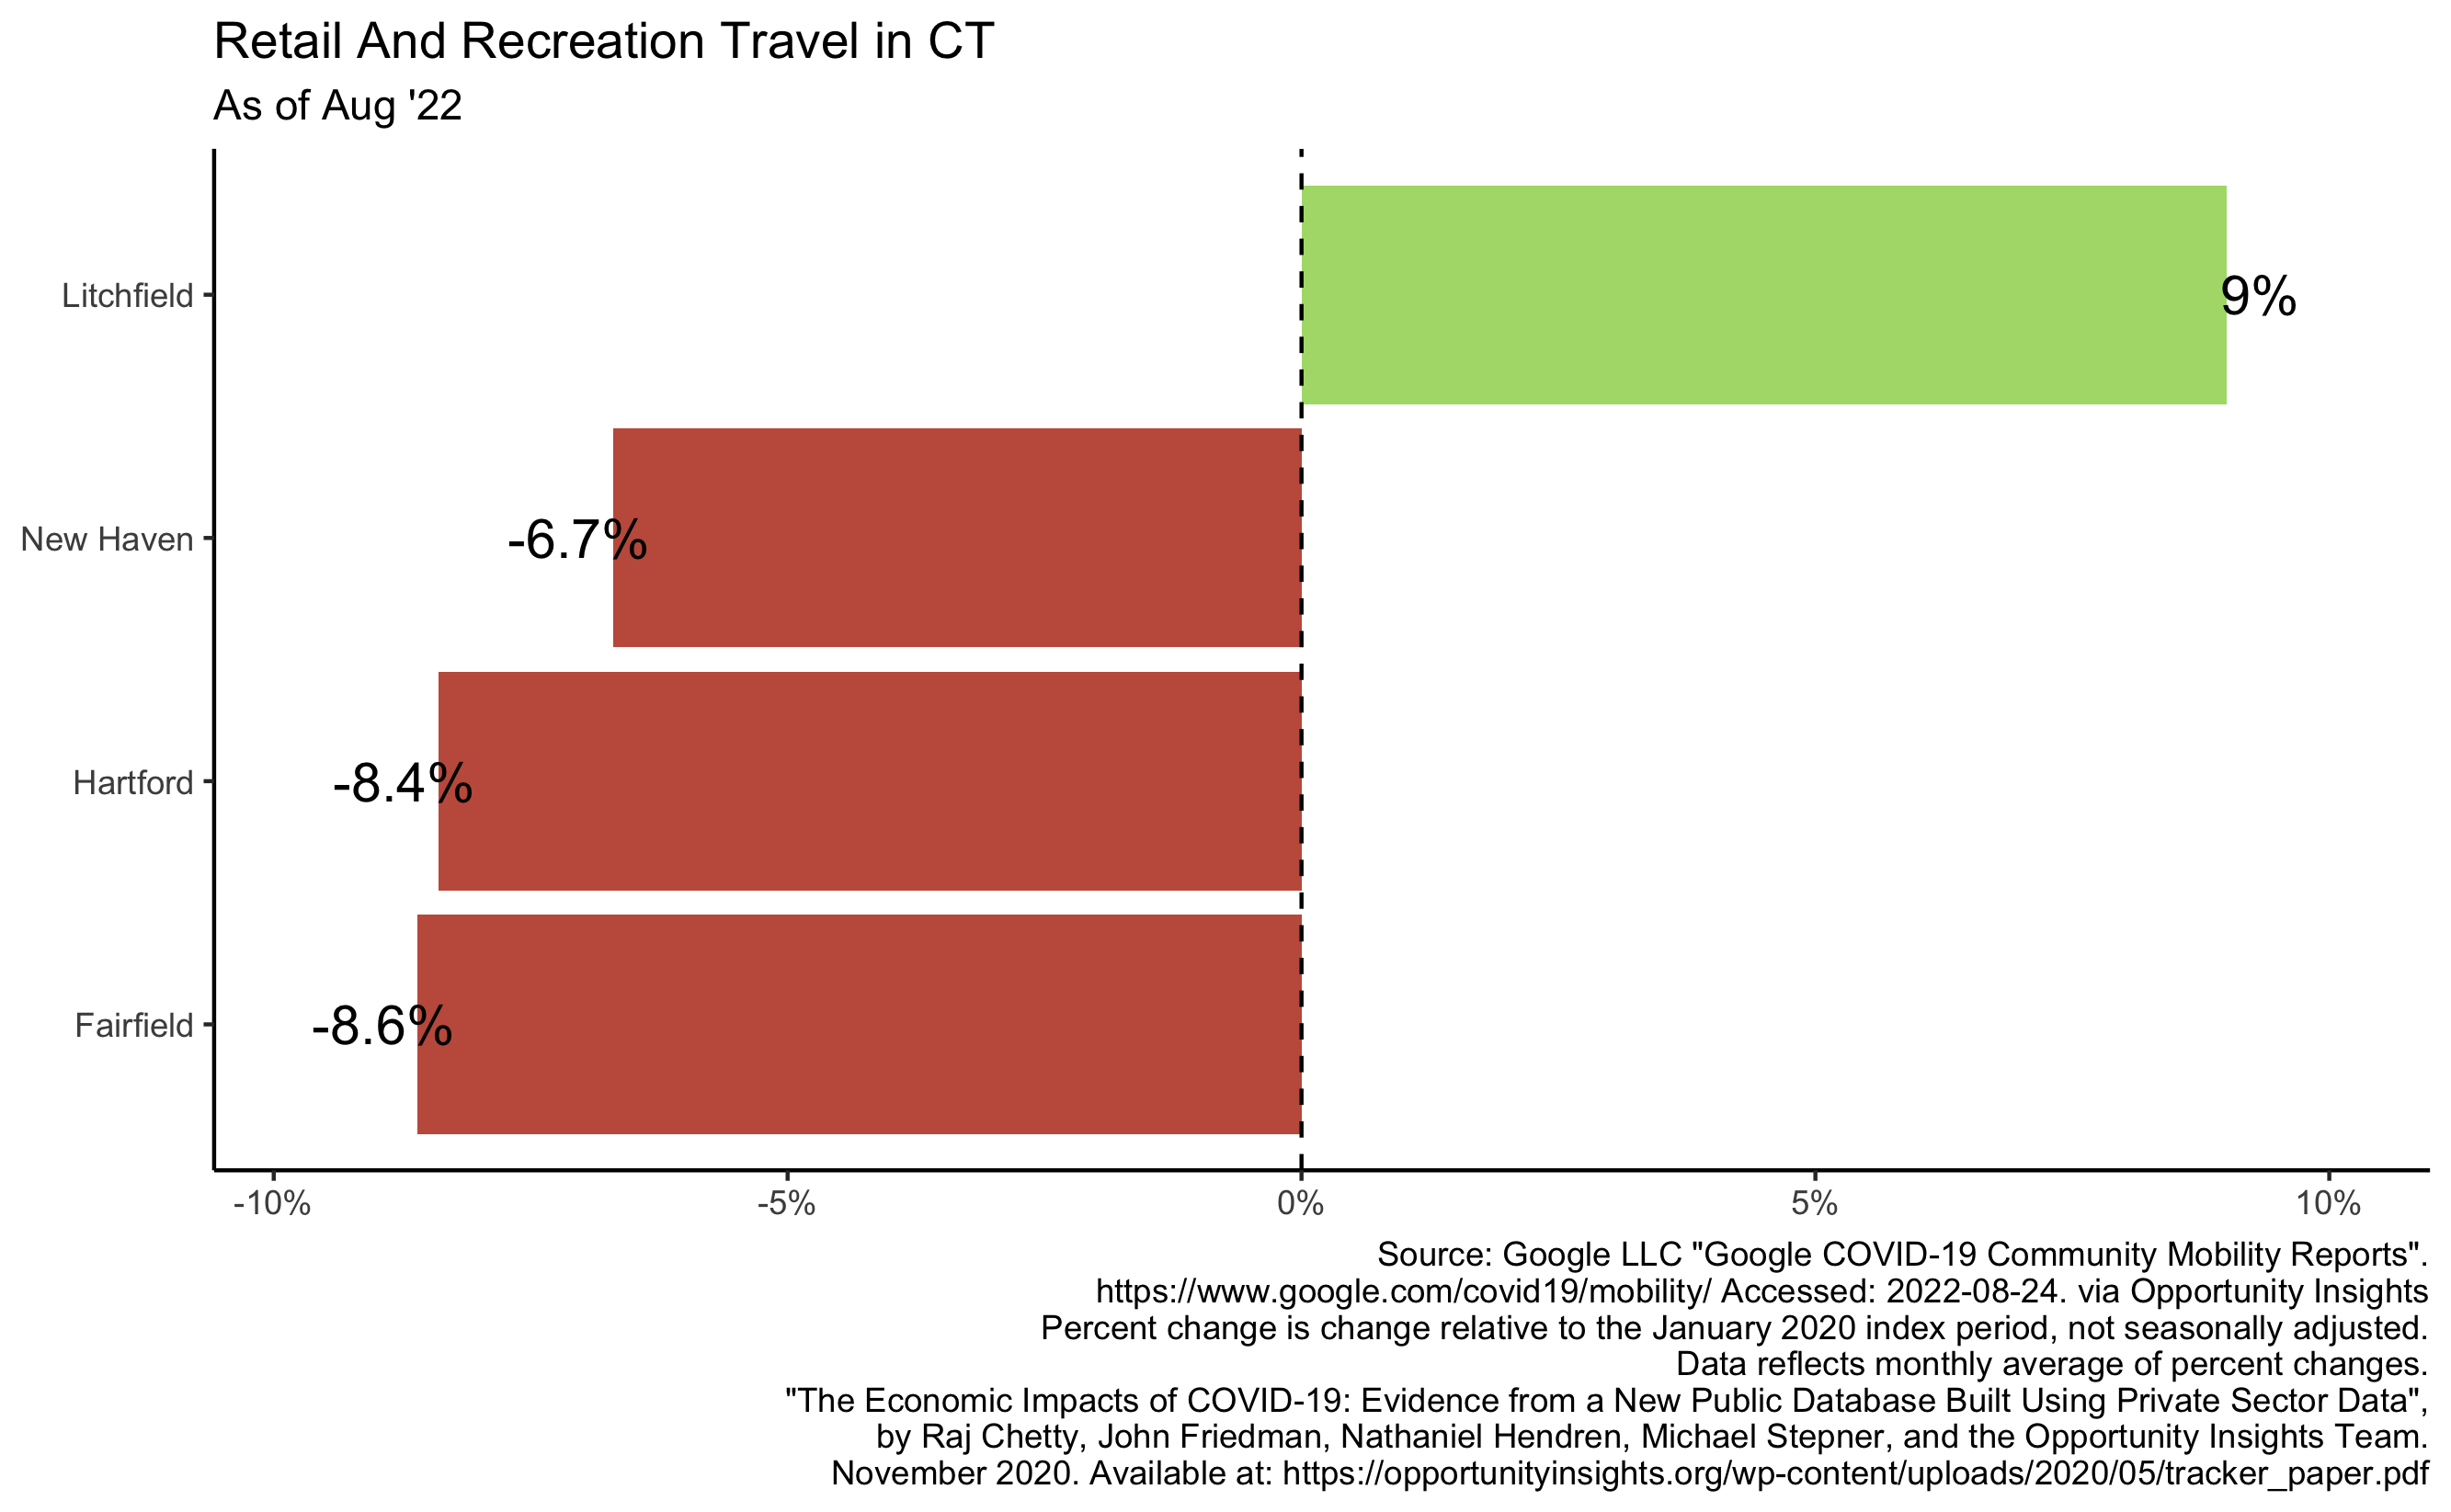 Retail And Recreation Travel in CT
As of Aug '22
Litchfield
9%
New Haven
-6.7%
Hartford
-8.4%
Fairfield
-8.6%
-10% -5% 0% 5% 10%
Source: Google LLC "Google COVID-19 Community Mobility Reports".
https://www.google.com/covid19/mobility/ Accessed: 2022-08-24. via Opportunity Insights
Percent change is change relative to the January 2020 index period, not seasonally adjusted.
Data reflects monthly average of percent changes.
"The Economic Impacts of COVID-19: Evidence from a New Public Database Built Using Private Sector Data",
by Raj Chetty, John Friedman, Nathaniel Hendren, Michael Stepner, and the Opportunity Insights Team.
November 2020. Available at: https://opportunityinsights.org/wp-content/uploads/2020/05/tracker_paper.pdf